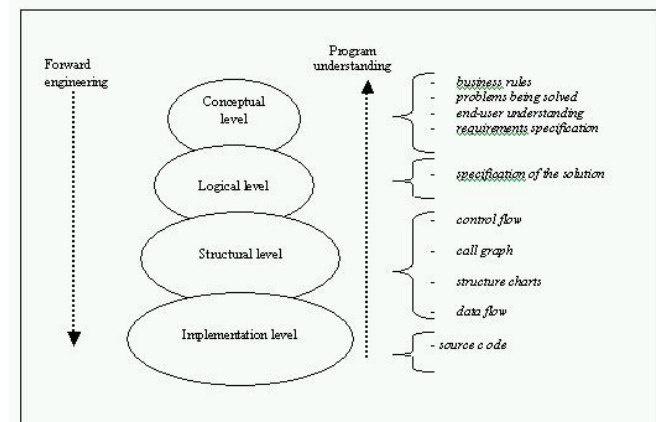 Forward
engineering
Program
understanding
Conceptual
level
Logical level
Structural level
Implementation level
- business rules
- problems being solved
- end-user understanding
- requirements specification
- specification of the solution
- control flow
- call graph
- structure charts
- data flow
- source c ode